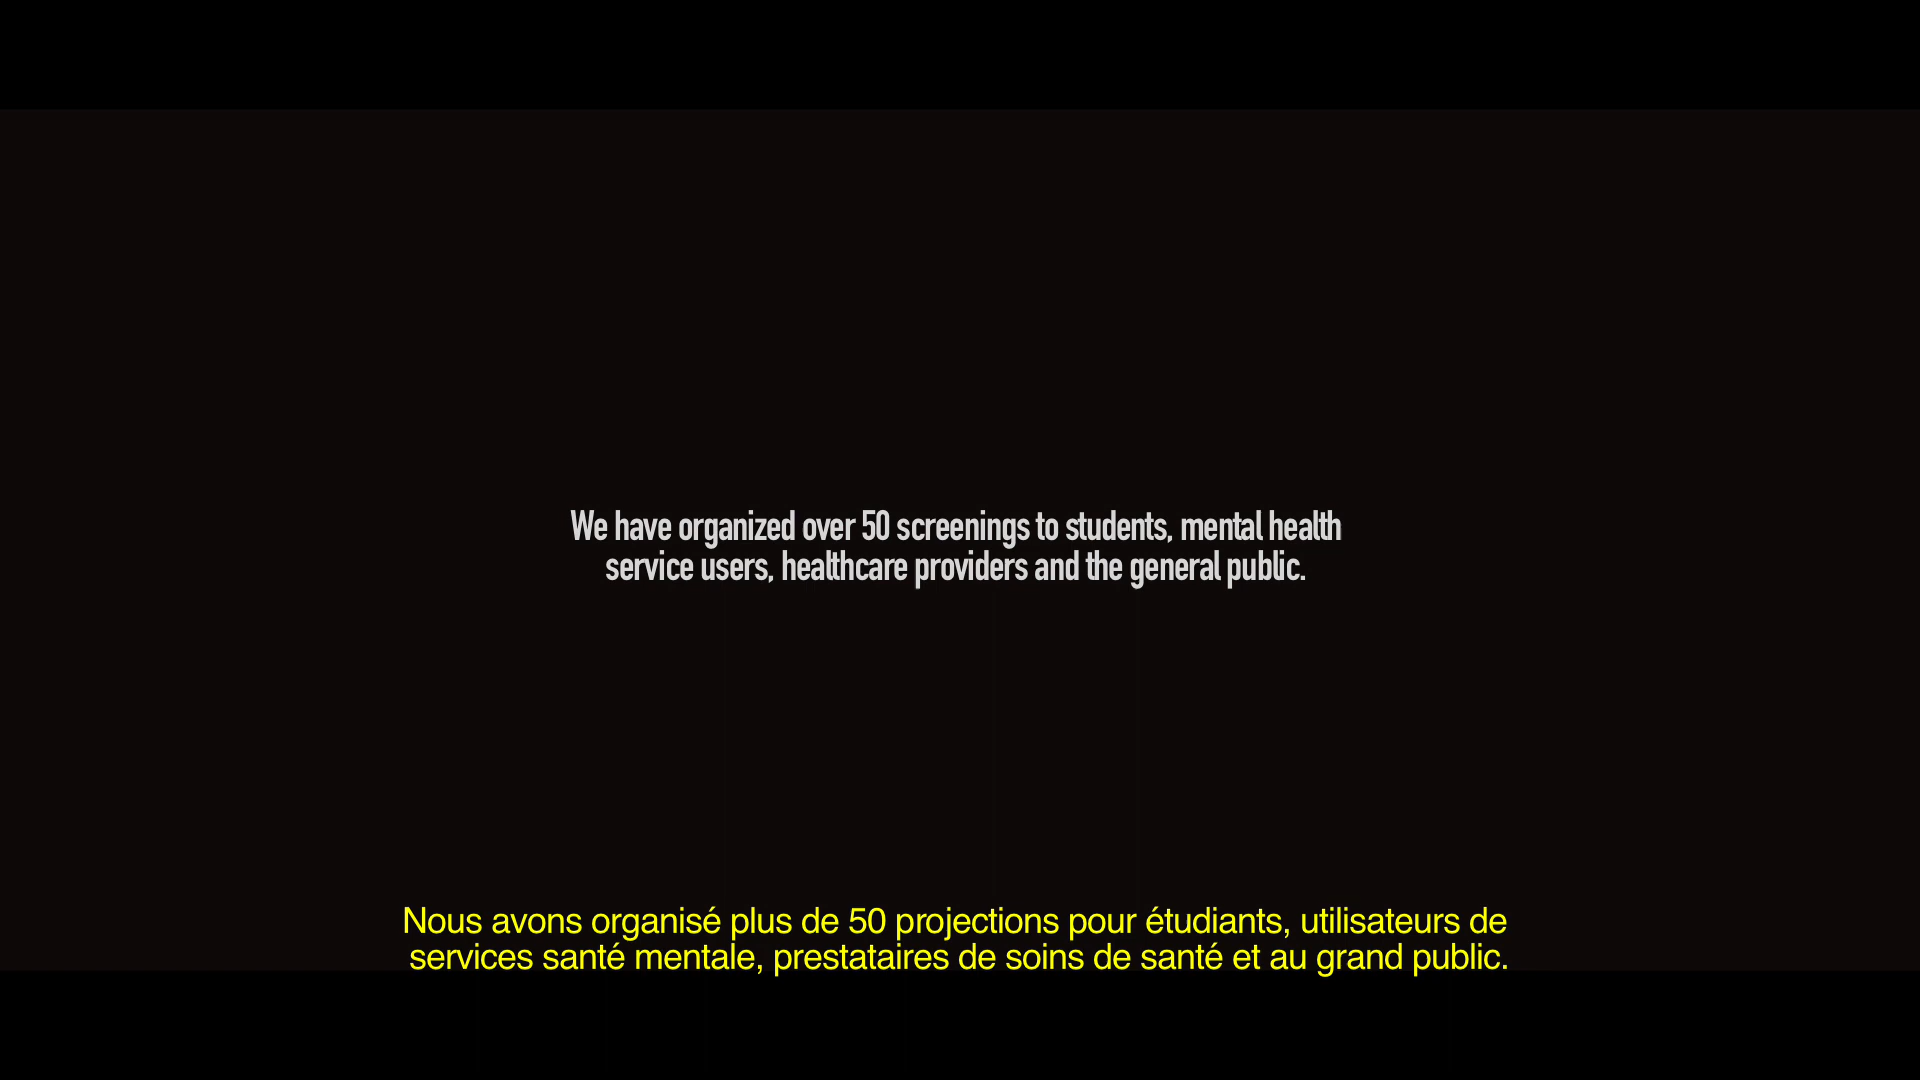 We have organized over 50 screenings to students, mental health
service users, healthcare providers and the general public.
Nous avons organisé plus de 50 projections pour étudiants, utilisateurs de
services santé mentale, prestataires de soins de santé et au grand public.